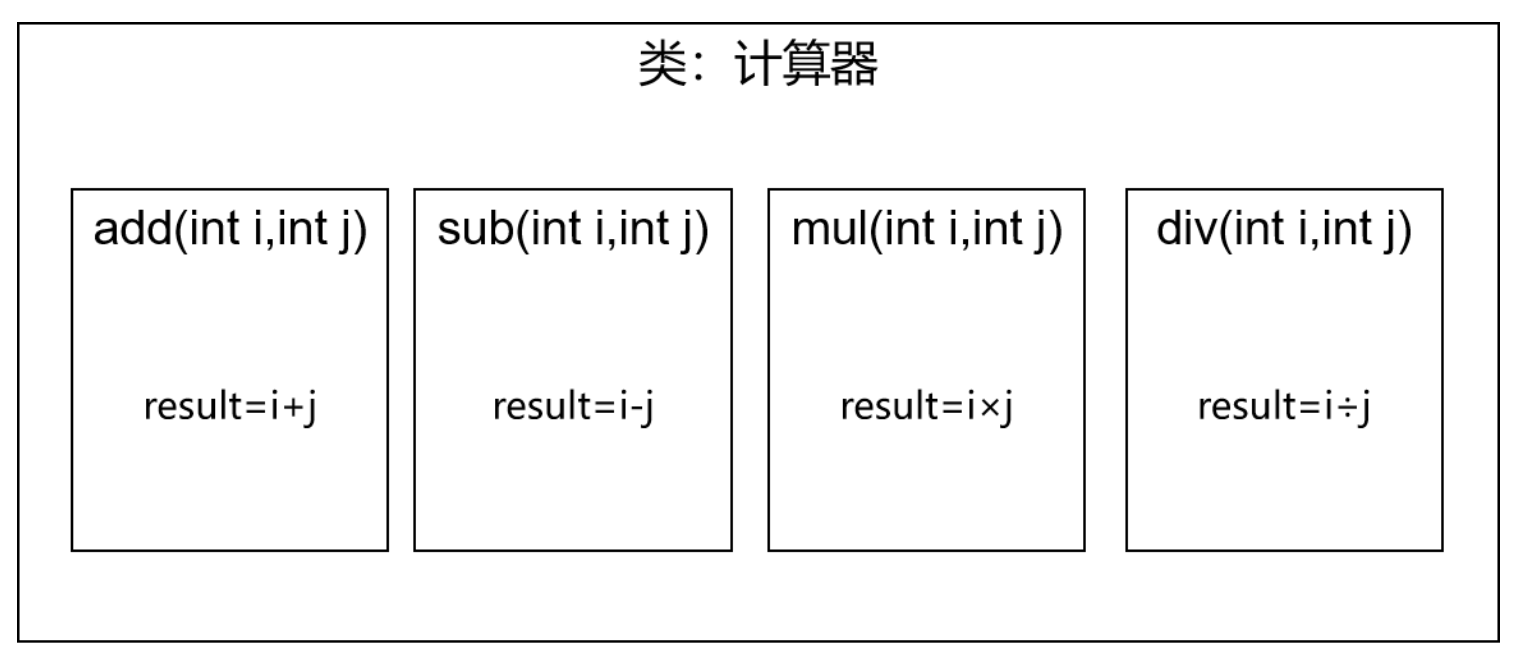 类：计算器
add(int i,int j)
sub(int i,int j)
mul(int i,int j)
div(int i,int j)
result=i+j
result=i-j
result=i×j
result=i÷j